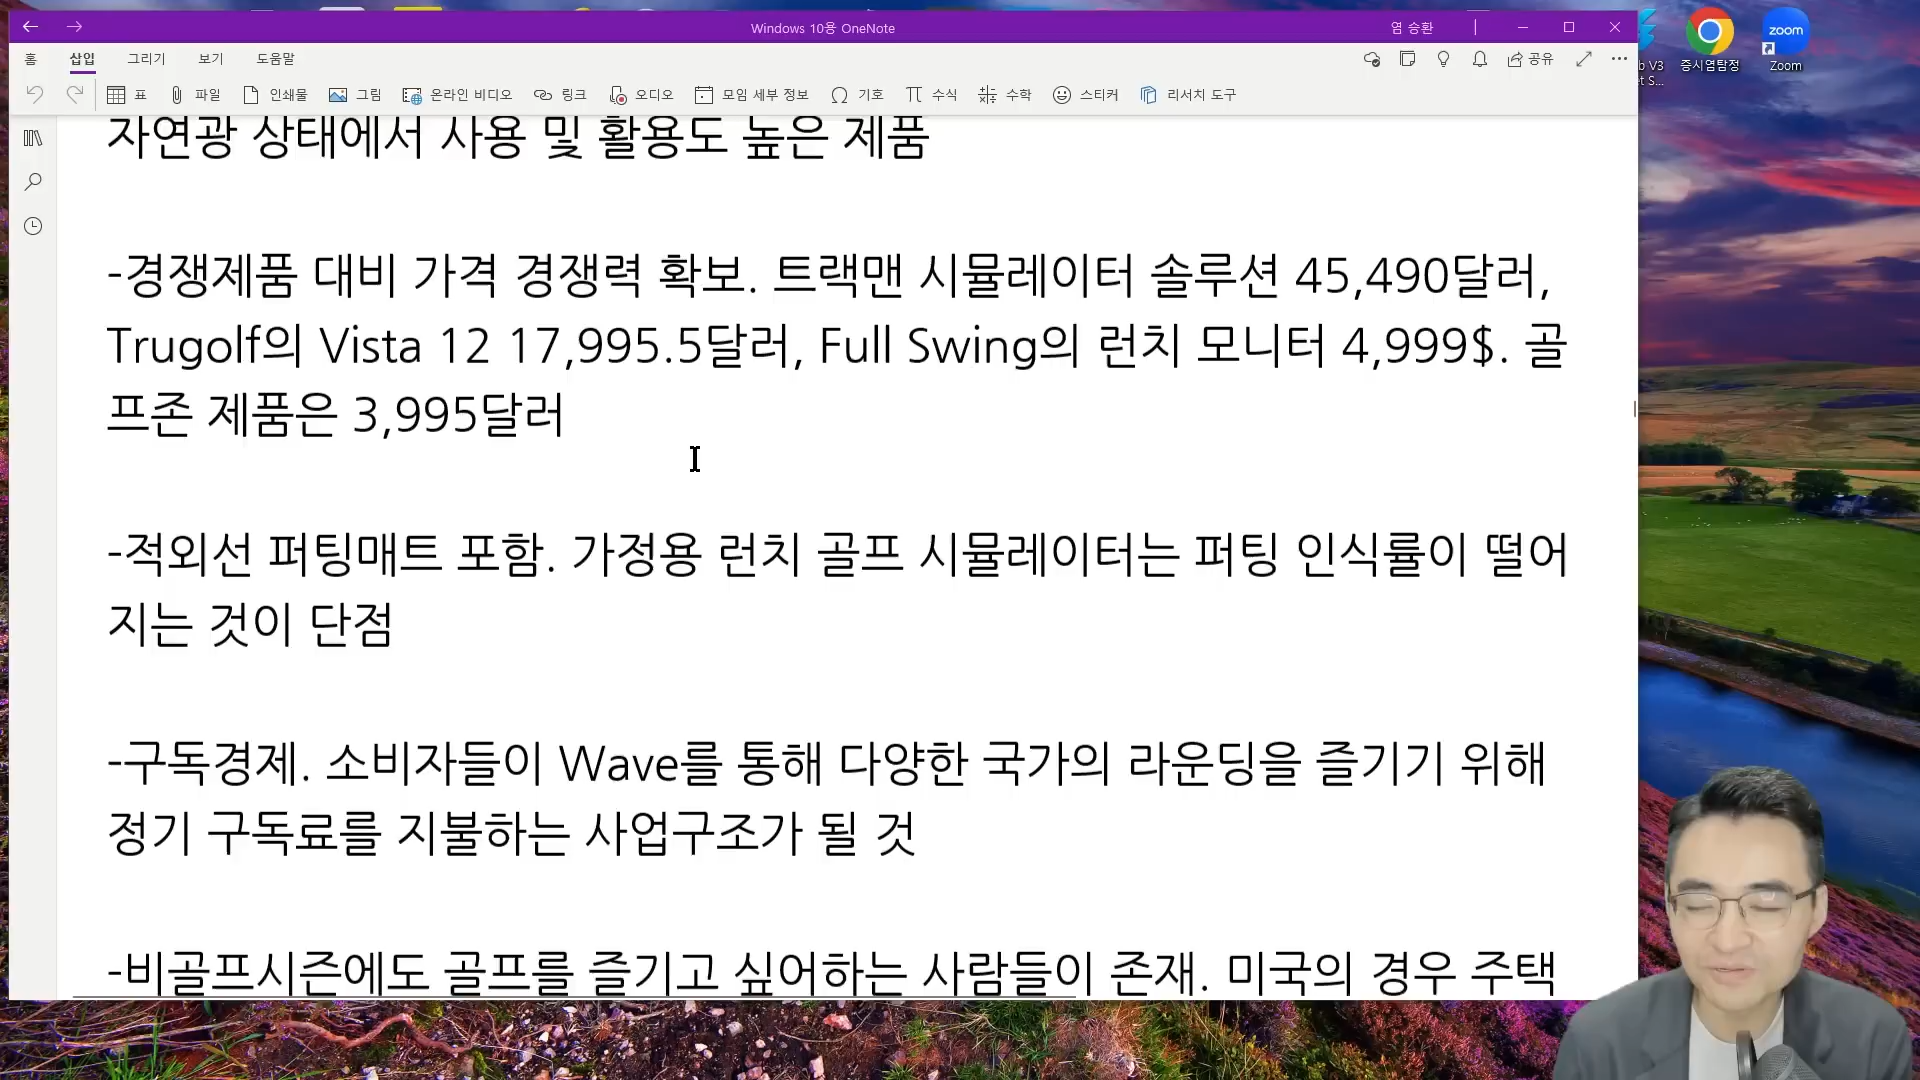 Windows 10용 OneNote
염 승환
홈 삽입 그리기 보기 도움말
공유
표 파일 인쇄물 그림 온라인 비디오 링크 오디오 모임 세부 정보 기호 수식 수학 스티커 리서치 도구
b V3
t S...
증시염탐정
zoom
Zoom
자연광 상태에서 사용 및 활용도 높은 제품
-경쟁제품 대비 가격 경쟁력 확보. 트랙맨 시뮬레이터 솔루션 45,490달러,
Trugolf의 Vista 12 17,995.5달러, Full Swing의 런치 모니터 4,999$. 골
프존 제품은 3,995달러
-적외선 퍼팅매트 포함. 가정용 런치 골프 시뮬레이터는 퍼팅 인식률이 떨어
지는 것이 단점
-구독경제. 소비자들이 Wave를 통해 다양한 국가의 라운딩을 즐기기 위해
정기 구독료를 지불하는 사업구조가 될 것
-비골프시즌에도 골프를 즐기고 싶어하는 사람들이 존재. 미국의 경우 주택